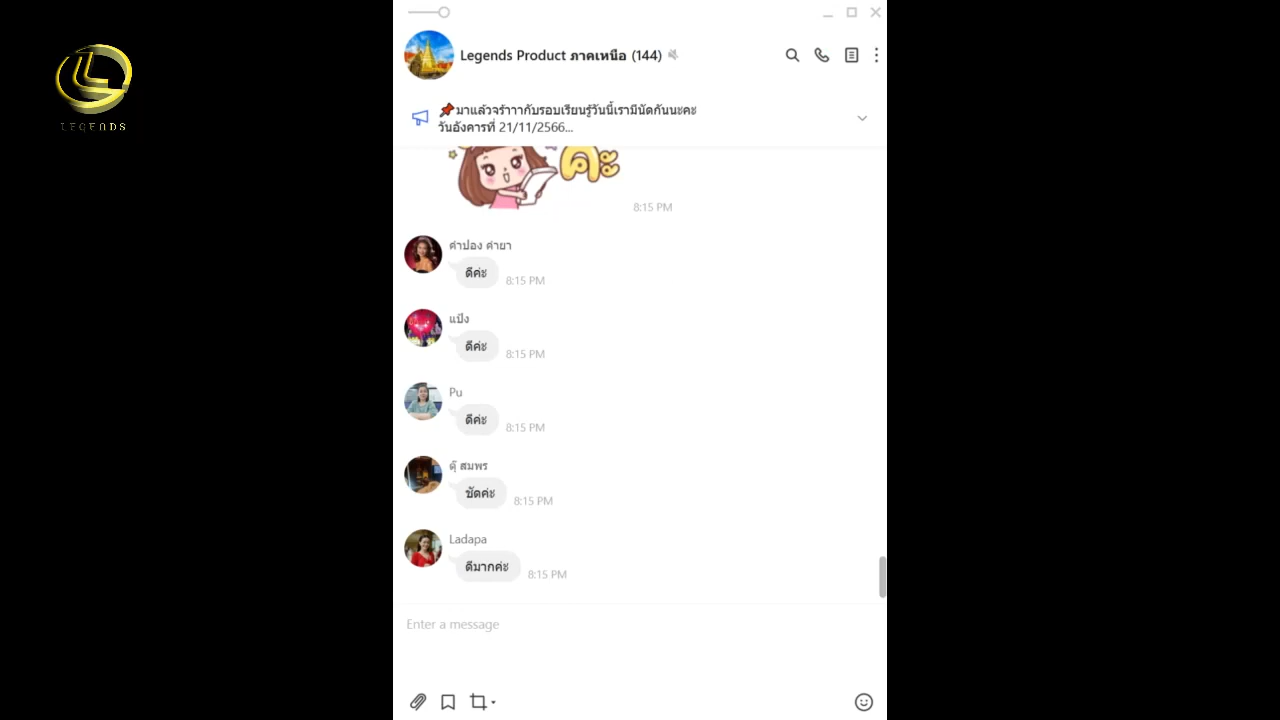 Legends Product ภาคเหนือ (144)
LEGENDS
📌มาแล้วจร้าาากับรอบเรียนรู้วันนี้เรามีนัดกันนะคะ
วันอังคารที่ 21/11/2566...
ค่ะ
8:15 PM
คำปอง คำยา
ดีค่ะ
8:15 PM
แป้ง
ดีค่ะ
8:15 PM
Pu
ดีค่ะ
8:15 PM
ดุ๊ สมพร
ชัดค่ะ
8:15 PM
Ladapa
ดีมากค่ะ
8:15 PM
Enter a message